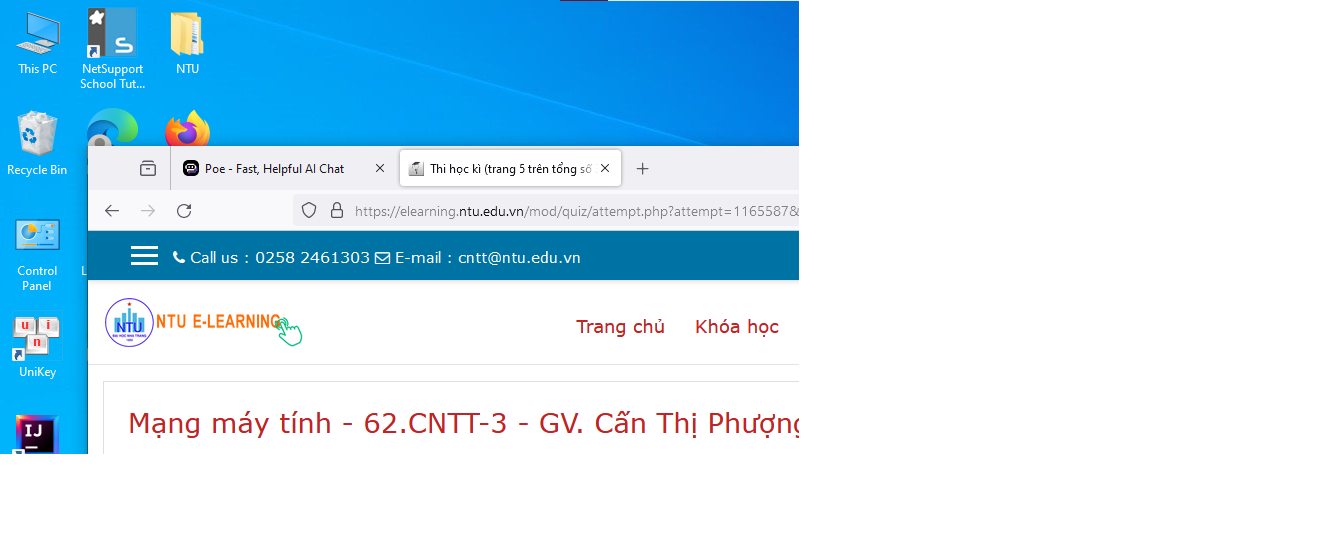 This PC
NetSupport
School Tut...
NTU
Recycle Bin
Control
Panel
UniKey
Poe - Fast, Helpful AI Chat
Thi học kì (trang 5 trên tổng số
https://elearning.ntu.edu.vn/mod/quiz/attempt.php?attempt=1165587&
Call us : 0258 2461303 E-mail : cntt@ntu.edu.vn
NTU
NTU E-LEARNING
Trang chủ
Khóa học
Mạng máy tính - 62.CNTT-3 - GV. Cấn Thị Phượng